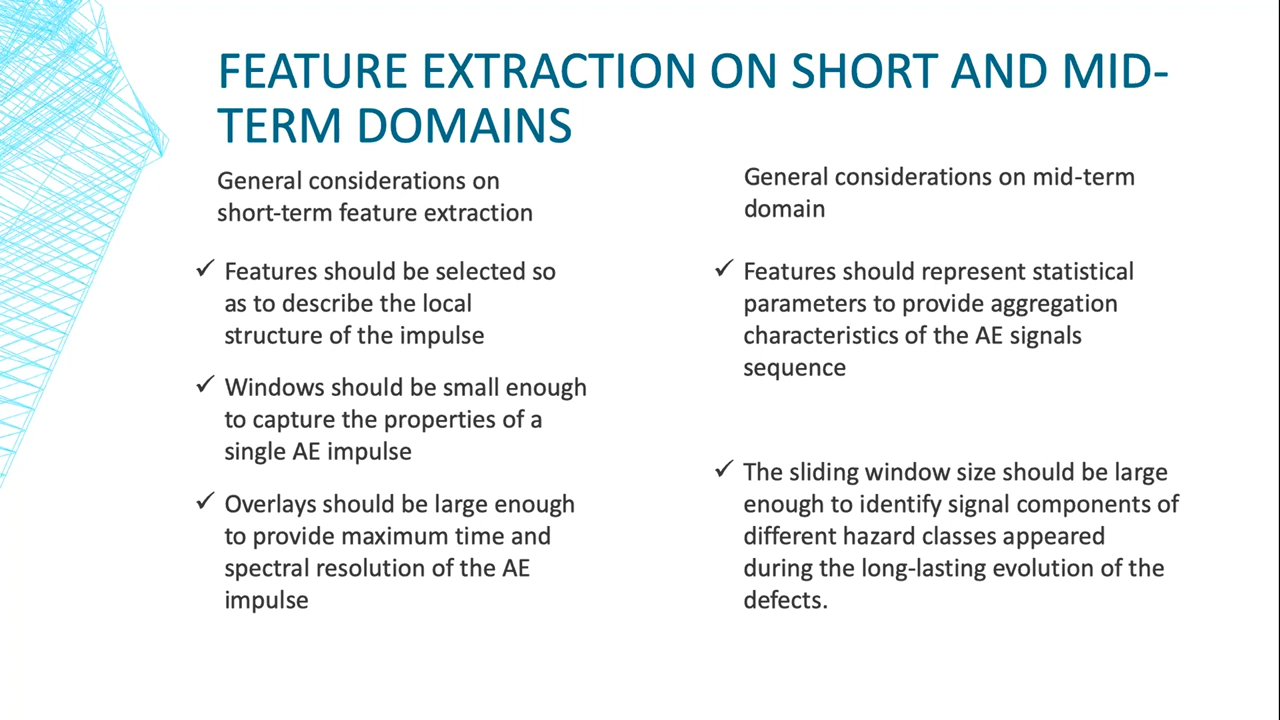 FEATURE EXTRACTION ON SHORT AND MID-
TERM DOMAINS
General considerations on
short-term feature extraction
✓ Features should be selected so
as to describe the local
structure of the impulse
✓ Windows should be small enough
to capture the properties of a
single AE impulse
✓ Overlays should be large enough
to provide maximum time and
spectral resolution of the AE
impulse
General considerations on mid-term
domain
✓ Features should represent statistical
parameters to provide aggregation
characteristics of the AE signals
sequence
✓ The sliding window size should be large
enough to identify signal components of
different hazard classes appeared
during the long-lasting evolution of the
defects.